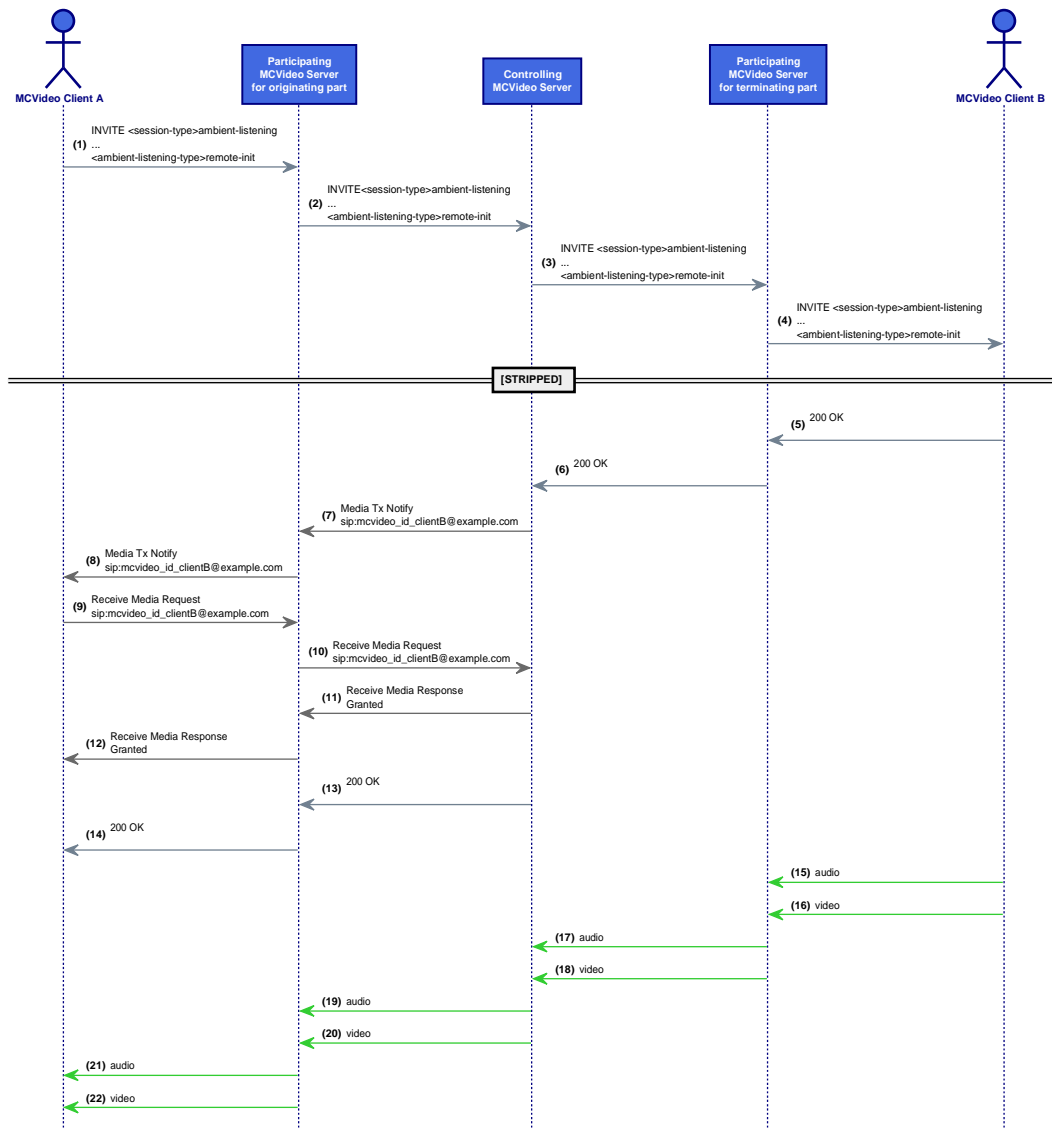 MCVideo Client A
Participating
MCVideo Server
for originating part
Controlling
MCVideo Server
Participating
MCVideo Server
for terminating part
MCVideo Client B
INVITE <session-type>ambient-listening
(1) ...
<ambient-listening-type>remote-init
INVITE<session-type>ambient-listening
(2) ...
<ambient-listening-type>remote-init
INVITE <session-type>ambient-listening
(3) ...
<ambient-listening-type>remote-init
INVITE <session-type>ambient-listening
(4) ...
<ambient-listening-type>remote-init
[STRIPPED]
(5) 200 OK
(6) 200 OK
(7) Media Tx Notify
sip:mcvideo_id_clientB@example.com
(8) Media Tx Notify
sip:mcvideo_id_clientB@example.com
(9) Receive Media Request
sip:mcvideo_id_clientB@example.com
(10) Receive Media Request
sip:mcvideo_id_clientB@example.com
(11) Receive Media Response
Granted
(12) Receive Media Response
Granted
(13) 200 OK
(14) 200 OK
(15) audio
(16) video
(17) audio
(18) video
(19) audio
(20) video
(21) audio
(22) video